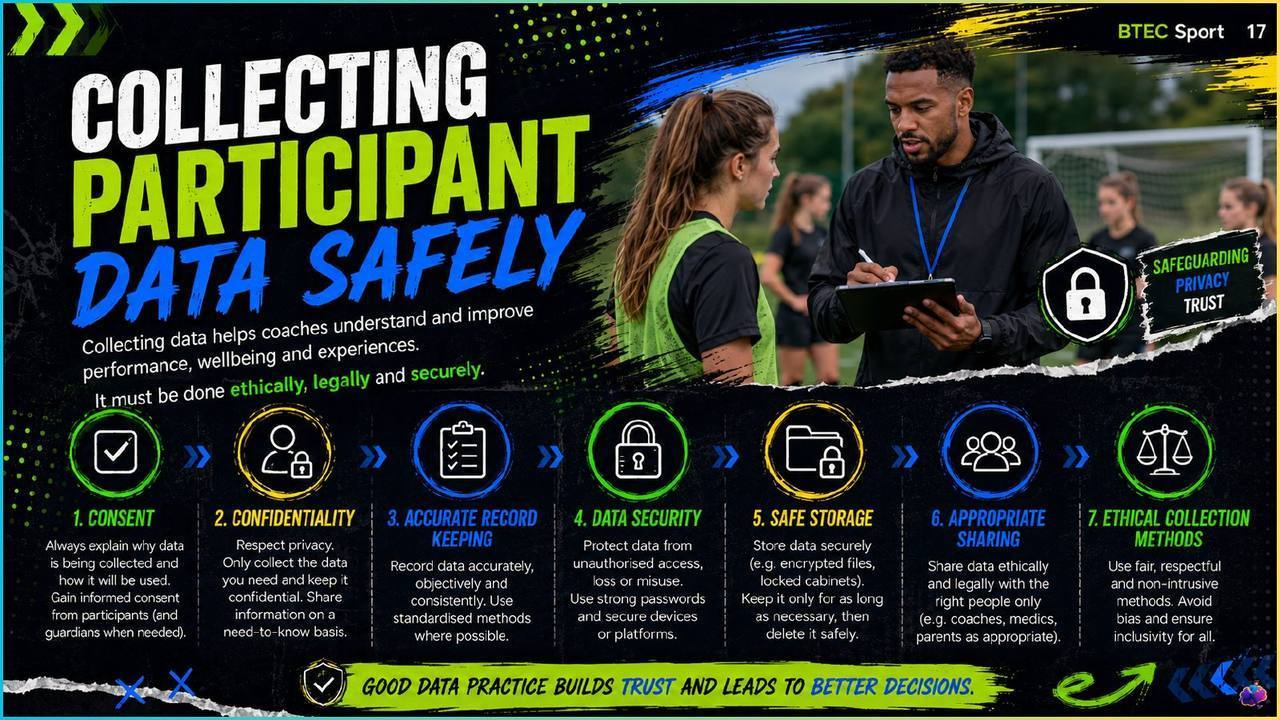 BTEC Sport 17
COLLECTING
PARTICIPANT
DATA SAFELY
Collecting data helps coaches understand and improve
performance, wellbeing and experiences.
It must be done ethically, legally and securely.
SAFEGUARDING
PRIVACY
TRUST
1. CONSENT
Always explain why data
is being collected and
how it will be used.
Gain informed consent
from participants (and
guardians when needed).
2. CONFIDENTIALITY
Respect privacy.
Only collect the data
you need and keep it
confidential. Share
information on a
need-to-know basis.
3. ACCURATE RECORD
KEEPING
Record data accurately,
objectively and
consistently. Use
standardised methods
where possible.
4. DATA SECURITY
Protect data from
unauthorised access,
loss or misuse.
Use strong passwords
and secure devices
or platforms.
5. SAFE STORAGE
Store data securely
(e.g. encrypted files,
locked cabinets).
Keep it only for as long
as necessary, then
delete it safely.
6. APPROPRIATE
SHARING
Share data ethically
and legally with the
right people only
(e.g. coaches, medics,
parents as appropriate).
7. ETHICAL COLLECTION
METHODS
Use fair, respectful
and non-intrusive
methods. Avoid
bias and ensure
inclusivity for all.
GOOD DATA PRACTICE BUILDS TRUST AND LEADS TO BETTER DECISIONS.